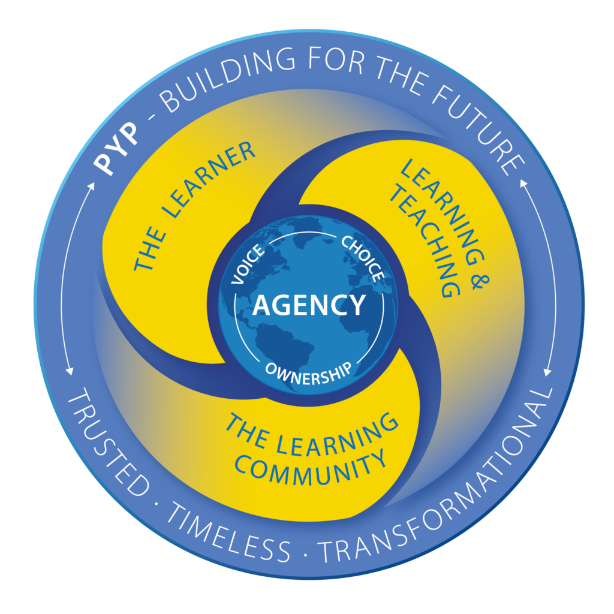 PYP - BUILDING FOR THE FUTURE
THE LEARNER
LEARNING &
TEACHING
VOICE
CHOICE
AGENCY
OWNERSHIP
THE LEARNING
COMMUNITY
TRUSTED · TIMELESS · TRANSFORMATIONAL